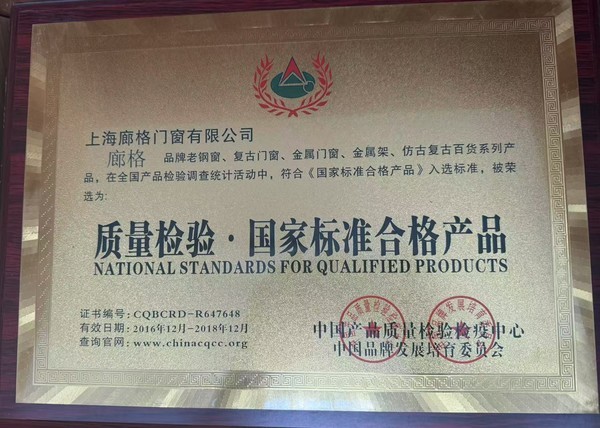 上海廊格门窗有限公司
廊格 品牌老钢窗、复古门窗、金属门窗、金属架、仿古复古百货系列产
品，在全国产品检验调查统计活动中，符合《国家标准合格产品》入选标准，被荣
选为：
质量检验·国家标准合格产品
NATIONAL STANDARDS FOR QUALIFIED PRODUCTS
证书编号：CQBCRD-R647648
有效日期：2016年12月-2018年12月
查询官网：www.chinacqcc.org
中国产品质量检验检疫中心
中国品牌发展培育委员会